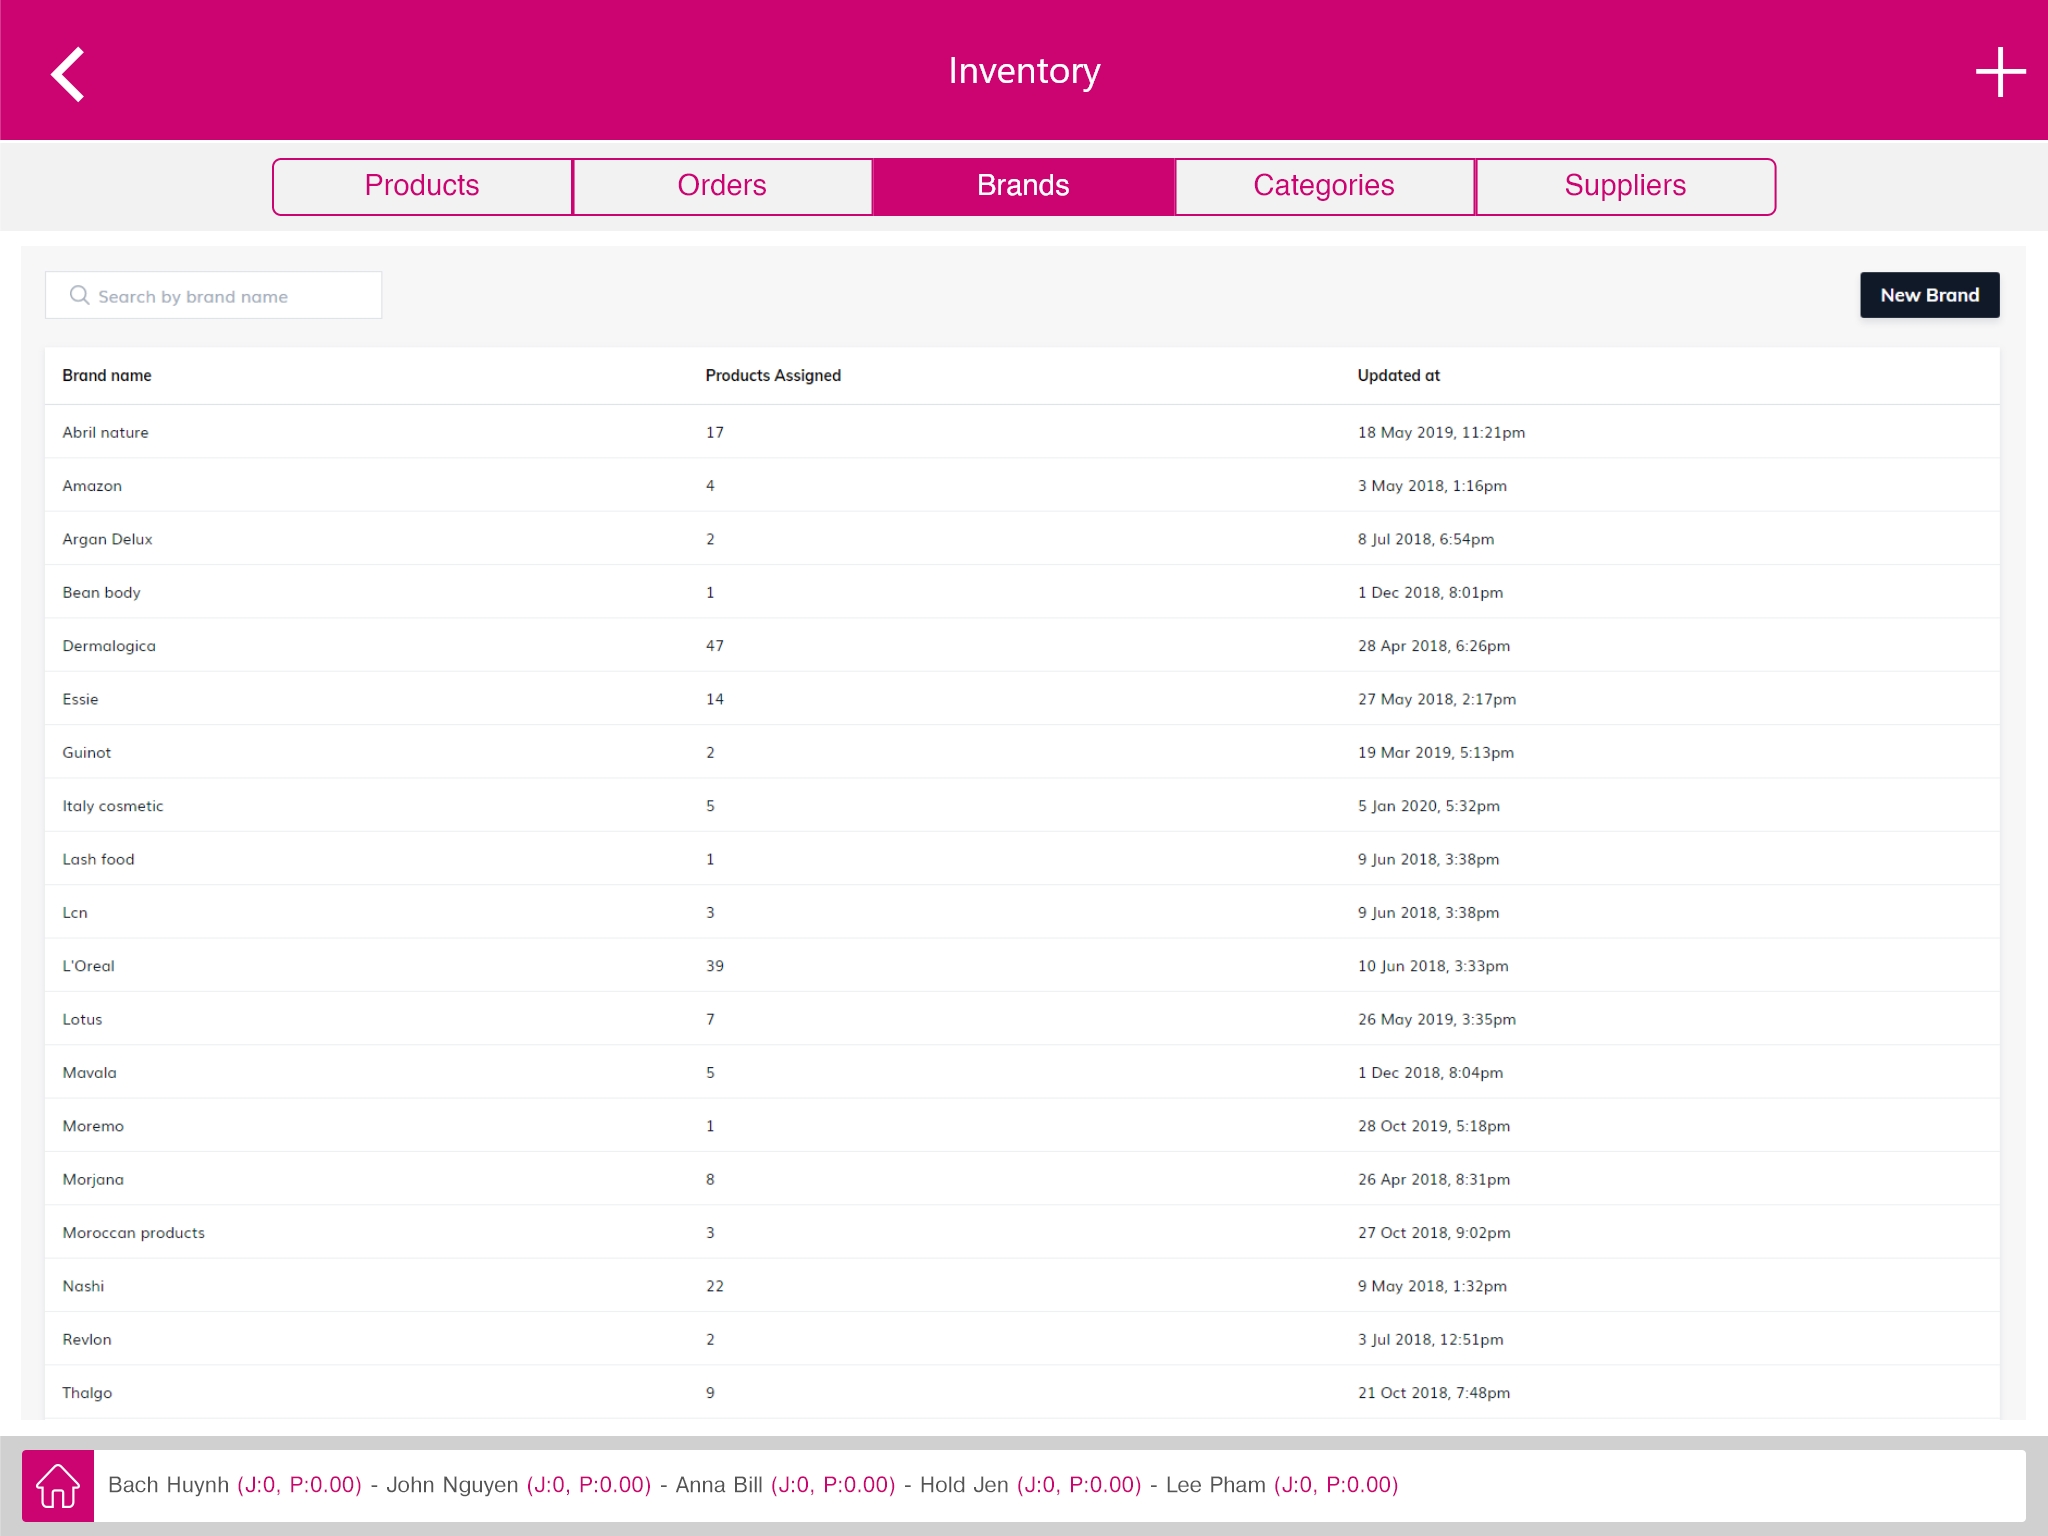 Inventory
Products Orders Brands Categories Suppliers
Search by brand name New Brand
Brand name Products Assigned Updated at
Abril nature 17 18 May 2019, 11:21pm
Amazon 4 3 May 2018, 1:16pm
Argan Delux 2 8 Jul 2018, 6:54pm
Bean body 1 1 Dec 2018, 8:01pm
Dermalogica 47 28 Apr 2018, 6:26pm
Essie 14 27 May 2018, 2:17pm
Guinot 2 19 Mar 2019, 5:13pm
Italy cosmetic 5 5 Jan 2020, 5:32pm
Lash food 1 9 Jun 2018, 3:38pm
Lcn 3 9 Jun 2018, 3:38pm
L'Oreal 39 10 Jun 2018, 3:33pm
Lotus 7 26 May 2019, 3:35pm
Mavala 5 1 Dec 2018, 8:04pm
Moremo 1 28 Oct 2019, 5:18pm
Morjana 8 26 Apr 2018, 8:31pm
Moroccan products 3 27 Oct 2018, 9:02pm
Nashi 22 9 May 2018, 1:32pm
Revlon 2 3 Jul 2018, 12:51pm
Thalgo 9 21 Oct 2018, 7:48pm
Bach Huynh (J:0, P:0.00) - John Nguyen (J:0, P:0.00) - Anna Bill (J:0, P:0.00) - Hold Jen (J:0, P:0.00) - Lee Pham (J:0, P:0.00)